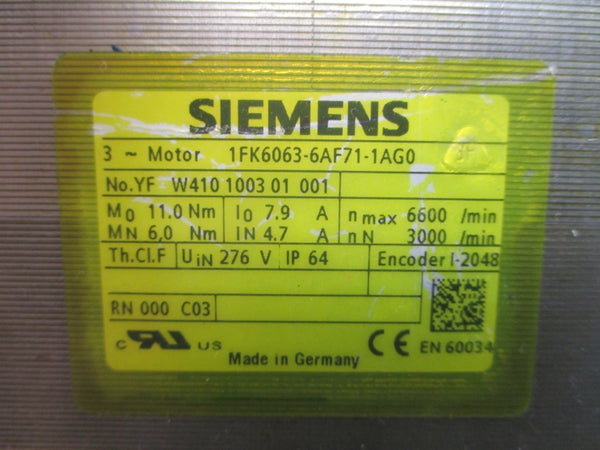 SIEMENS
3 ~ Motor 1FK6063-6AF71-1AG0
No.YF W410 1003 01 001
M0 11.0 Nm I0 7.9 A nmax 6600 /min
MN 6,0 Nm IN 4.7 A nN 3000 /min
Th.Cl.F UiN 276 V IP 64 Encoder I-2048
RN 000 C03
c RU US CE EN 60034
Made in Germany